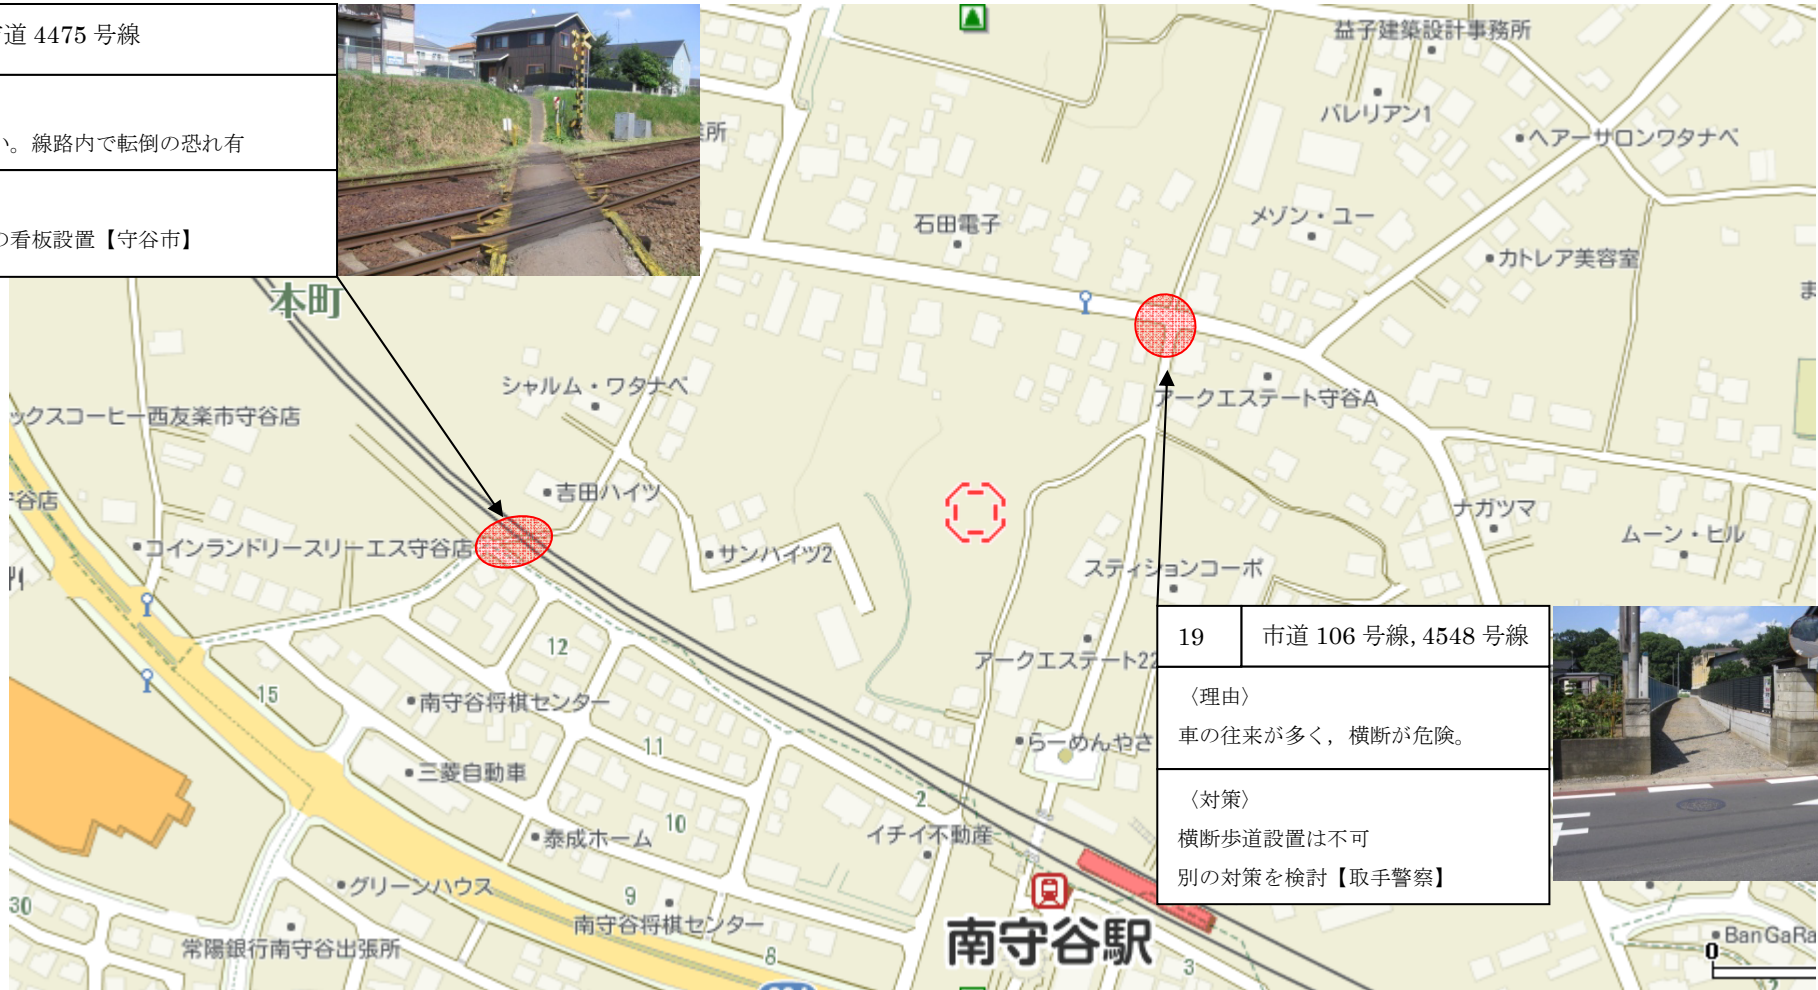 道 4475 号線
い。線路内で転倒の恐れ有
の看板設置【守谷市】
益子建築設計事務所
バレリアン1
ヘアーサロンワタナベ
所
石田電子
メゾン・ユー
カトレア美容室
ま
本町
シャルム・ワタナベ
アークエステート守谷A
ックスコーヒー西友楽市守谷店
谷店
吉田ハイツ
ナガツマ
コインランドリースリーエス守谷店
サンハイツ2
ムーン・ヒル
スティションコーポ
19
市道 106 号線, 4548 号線
12
アークエステート22
〈理由〉
車の往来が多く，横断が危険。
15
南守谷将棋センター
11
らーめんやさ
三菱自動車
2
〈対策〉
横断歩道設置は不可
別の対策を検討【取手警察】
10
泰成ホーム
イチイ不動産
グリーンハウス
9
30
南守谷将棋センター
南守谷駅
常陽銀行南守谷出張所
8
3
BanGaRa
0
2